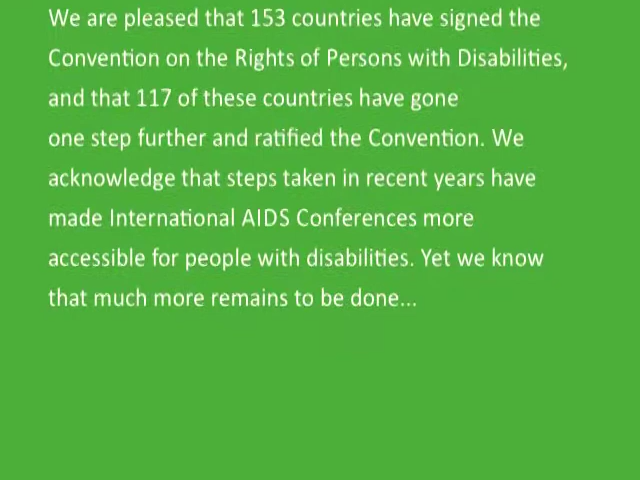 We are pleased that 153 countries have signed the
Convention on the Rights of Persons with Disabilities,
and that 117 of these countries have gone
one step further and ratified the Convention. We
acknowledge that steps taken in recent years have
made International AIDS Conferences more
accessible for people with disabilities. Yet we know
that much more remains to be done...